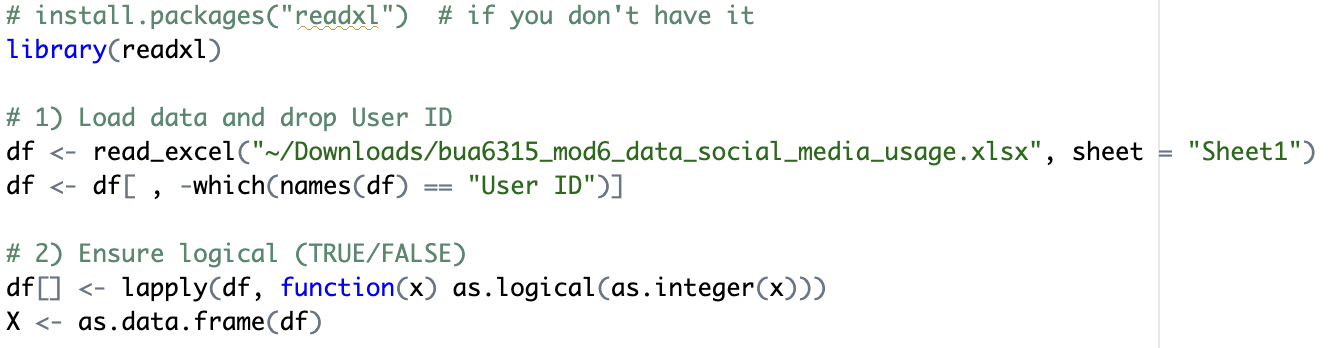 # install.packages("readxl")  # if you don't have it
library(readxl)

# 1) Load data and drop User ID
df <- read_excel("~/Downloads/bua6315_mod6_data_social_media_usage.xlsx", sheet = "Sheet1")
df <- df[ , -which(names(df) == "User ID")]

# 2) Ensure logical (TRUE/FALSE)
df[] <- lapply(df, function(x) as.logical(as.integer(x)))
X <- as.data.frame(df)